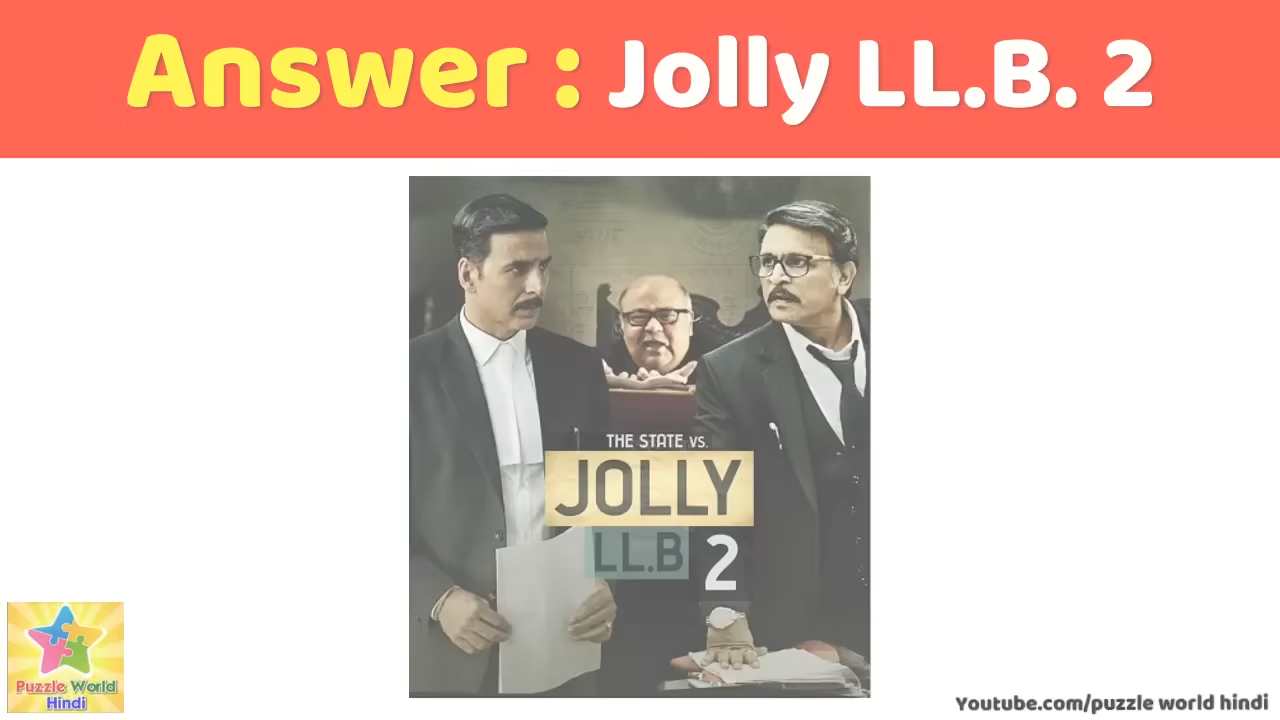 Answer : Jolly LL.B. 2
THE STATE VS.
JOLLY
LL.B 2
Puzzle World
Hindi
Youtube.com/puzzle world hindi